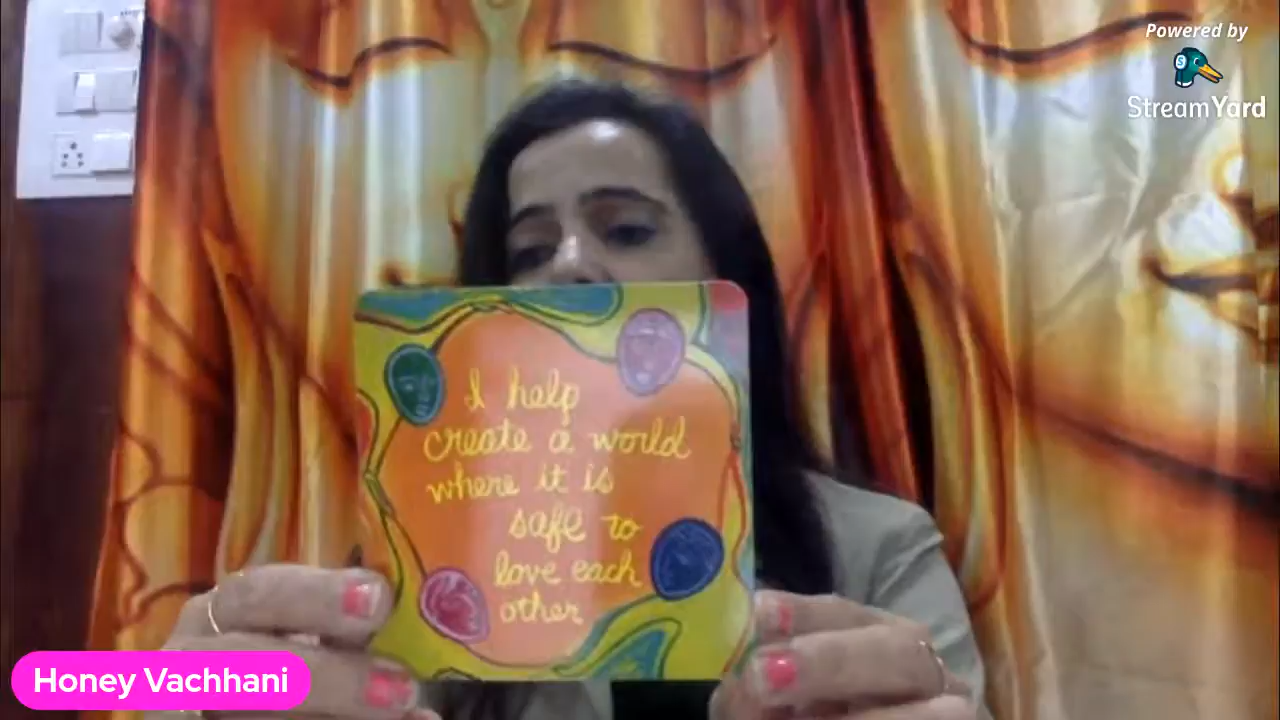 Powered by
StreamYard
I help
create a world
where it is
safe to
love each
other
Honey Vachhani